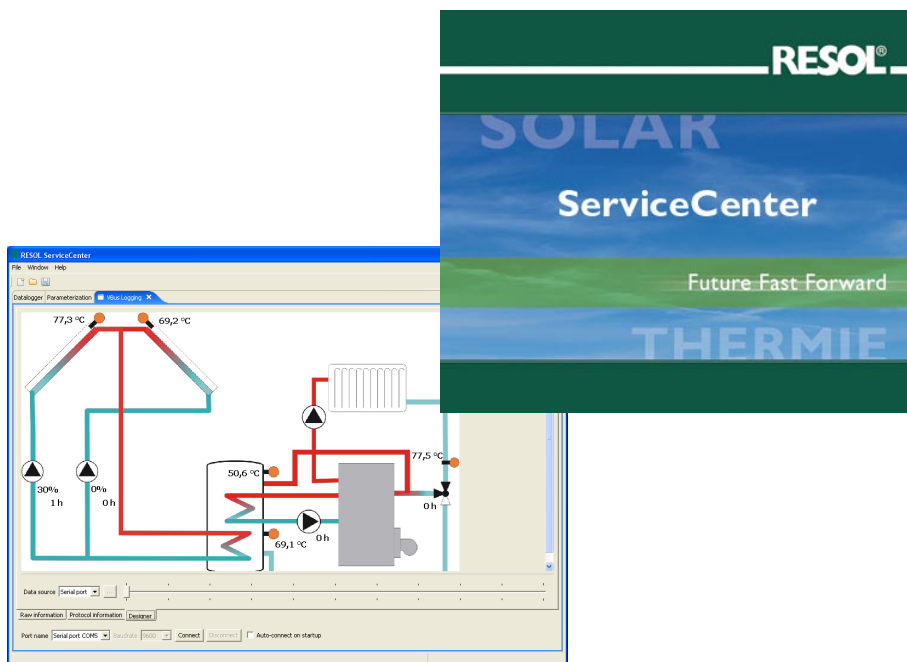 RESOL®
SOLAR
ServiceCenter
Future Fast Forward
THERMIE
RESOL ServiceCenter
File Window Help
Datalogger Parameterization VBus Logging
77,3 °C
69,2 °C
77,5 °C
50,6 °C
30%
0%
1 h
0 h
0 h
0 h
69,1 °C
Data source Serial port ...
Raw information Protocol information Designer
Port name Serial port COM5 Baudrate 9600 Connect Disconnect Auto-connect on startup